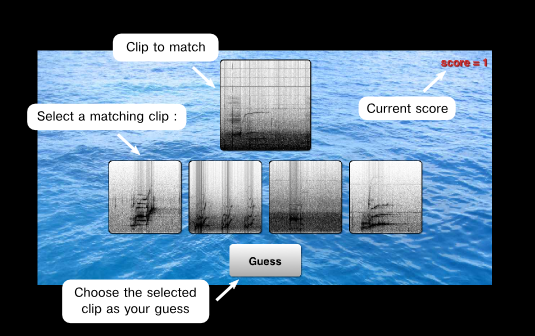 Clip to match
score = 1
Current score
Select a matching clip :
Guess
Choose the selected
clip as your guess